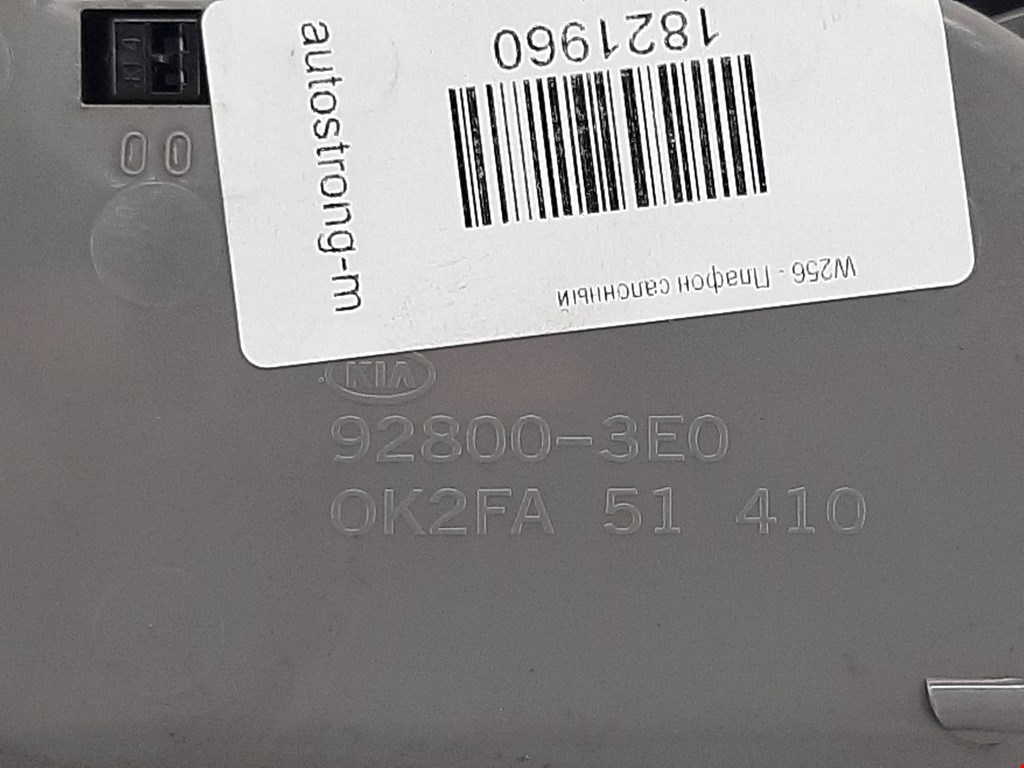 1821960
autostrong-m
W256 - Плафон салонный
00
KIA
92800-3E0
0K2FA 51 410